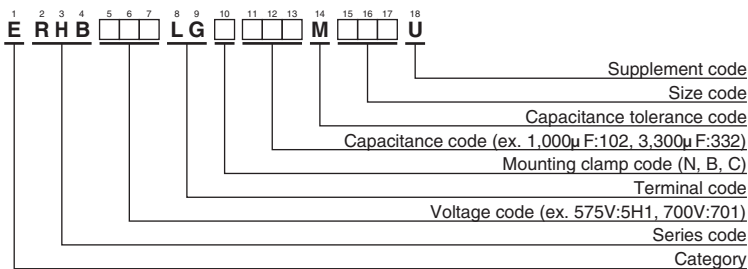 1 2 3 4 5 6 7 8 9 10 11 12 13 14 15 16 17 18
E R H B □□□ L G □ □□□ M □□□ U
Supplement code
Size code
Capacitance tolerance code
Capacitance code (ex. 1,000μF:102, 3,300μF:332)
Mounting clamp code (N, B, C)
Terminal code
Voltage code (ex. 575V:5H1, 700V:701)
Series code
Category